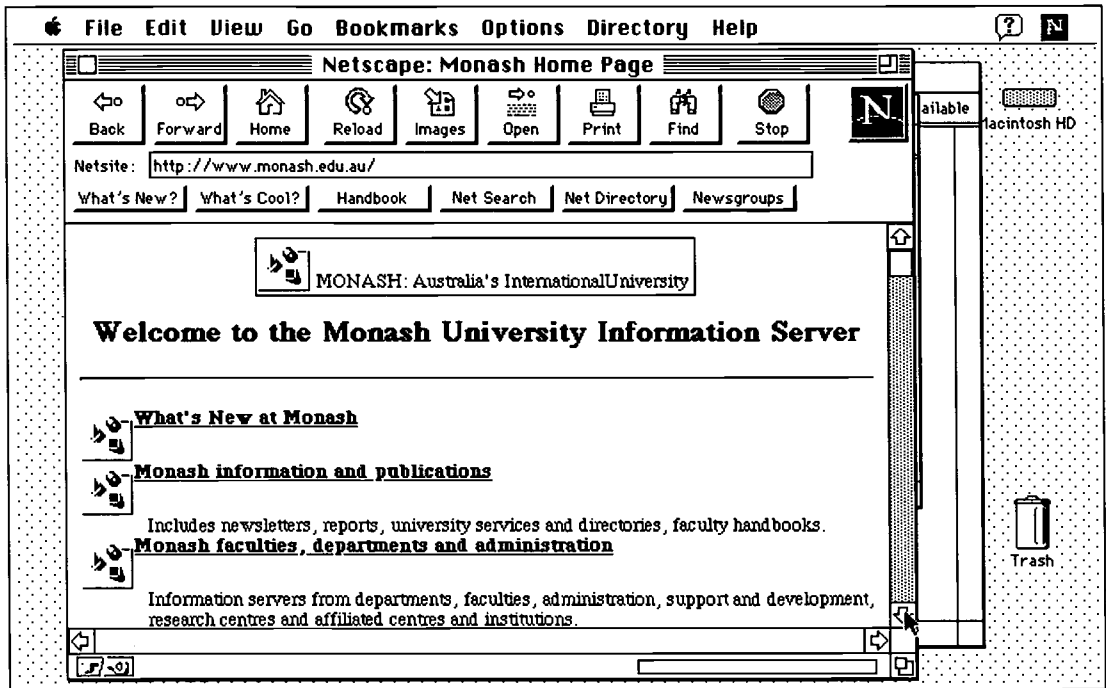 File Edit View Go Bookmarks Options Directory Help
Netscape: Monash Home Page
Back Forward Home Reload Images Open Print Find Stop
N
ailable
Macintosh HD
Netsite: http://www.monash.edu.au/
What's New? What's Cool? Handbook Net Search Net Directory Newsgroups
MONASH: Australia's InternationalUniversity
Welcome to the Monash University Information Server
What's New at Monash
Monash information and publications
Includes newsletters, reports, university services and directories, faculty handbooks.
Monash faculties, departments and administration
Information servers from departments, faculties, administration, support and development,
research centres and affiliated centres and institutions.
Trash